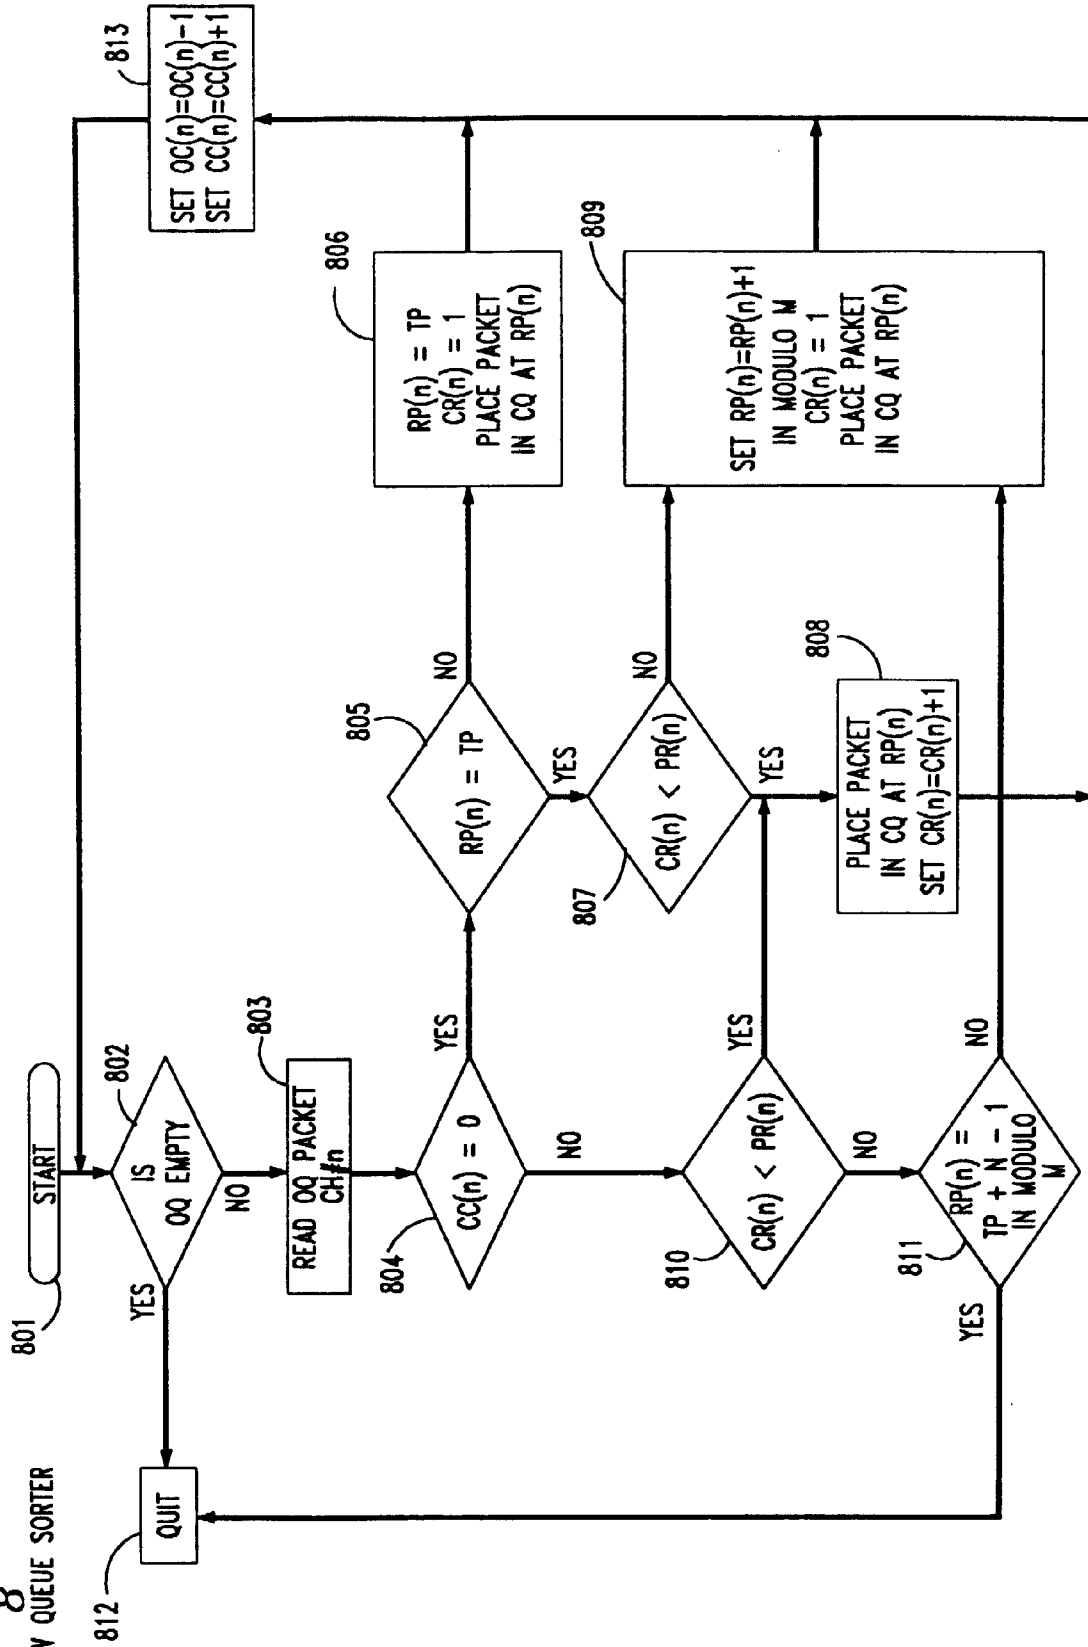 8
QUEUE SORTER
801
START
802
IS
OQ EMPTY
YES
NO
812
QUIT
803
READ OQ PACKET
CH#n
804
CC(n) = 0
YES
NO
805
RP(n) = TP
NO
YES
806
RP(n) = TP
CR(n) = 1
PLACE PACKET
IN CQ AT RP(n)
807
CR(n) < PR(n)
NO
YES
808
PLACE PACKET
IN CQ AT RP(n)
SET CR(n)=CR(n)+1
809
SET RP(n)=RP(n)+1
IN MODULO M
CR(n) = 1
PLACE PACKET
IN CQ AT RP(n)
810
CR(n) < PR(n)
YES
NO
811
RP(n) =
TP + N - 1
IN MODULO
M
YES
NO
813
SET OC(n)=OC(n)-1
SET CC(n)=CC(n)+1